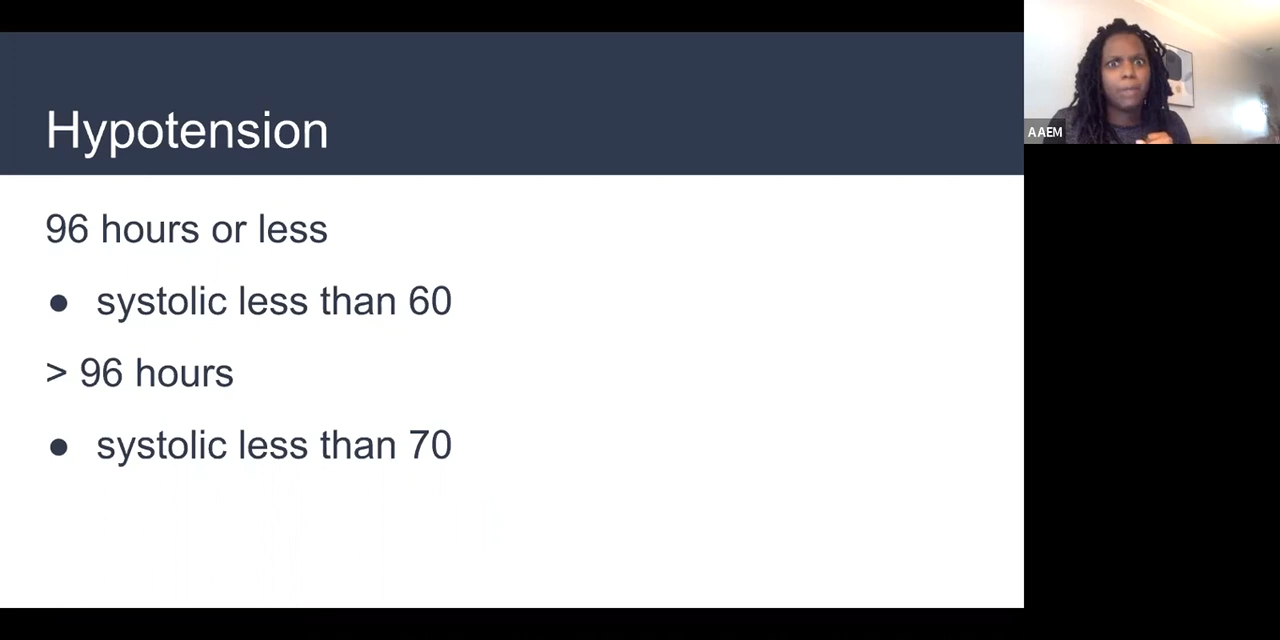 Hypotension
96 hours or less
● systolic less than 60
> 96 hours
● systolic less than 70
AAEM